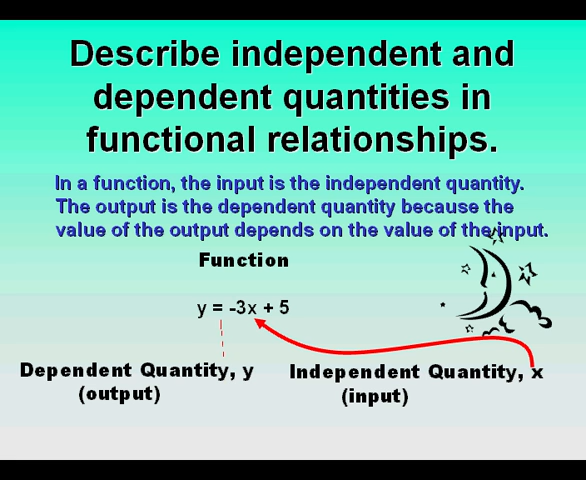 Describe independent and
dependent quantities in
functional relationships.
In a function, the input is the independent quantity.
The output is the dependent quantity because the
value of the output depends on the value of the input.
Function
y = -3x + 5
Dependent Quantity, y
(output)
Independent Quantity, x
(input)